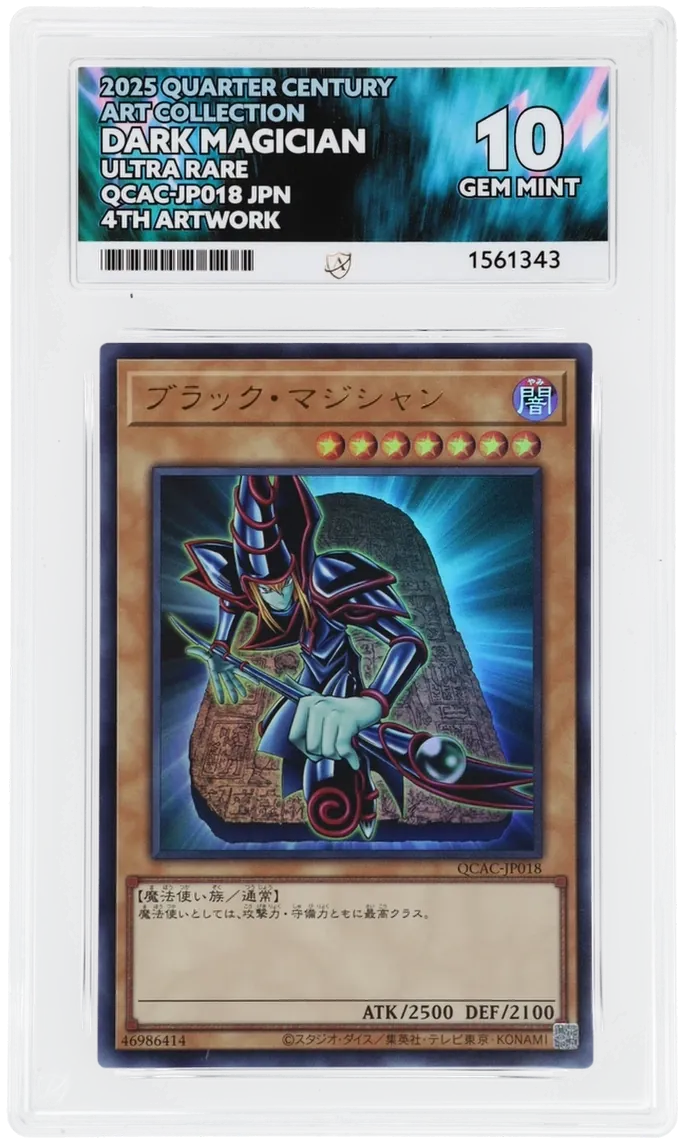 2025 QUARTER CENTURY
ART COLLECTION
DARK MAGICIAN
ULTRA RARE
QCAC-JP018 JPN
4TH ARTWORK
10
GEM MINT
1561343
ブラック・マジシャン
やみ
闇
QCAC-JP018
【魔法使い族／通常】
魔法使いとしては、攻撃力・守備力ともに最高クラス。
ATK/2500 DEF/2100
46986414
©スタジオ・ダイス／集英社・テレビ東京・KONAMI